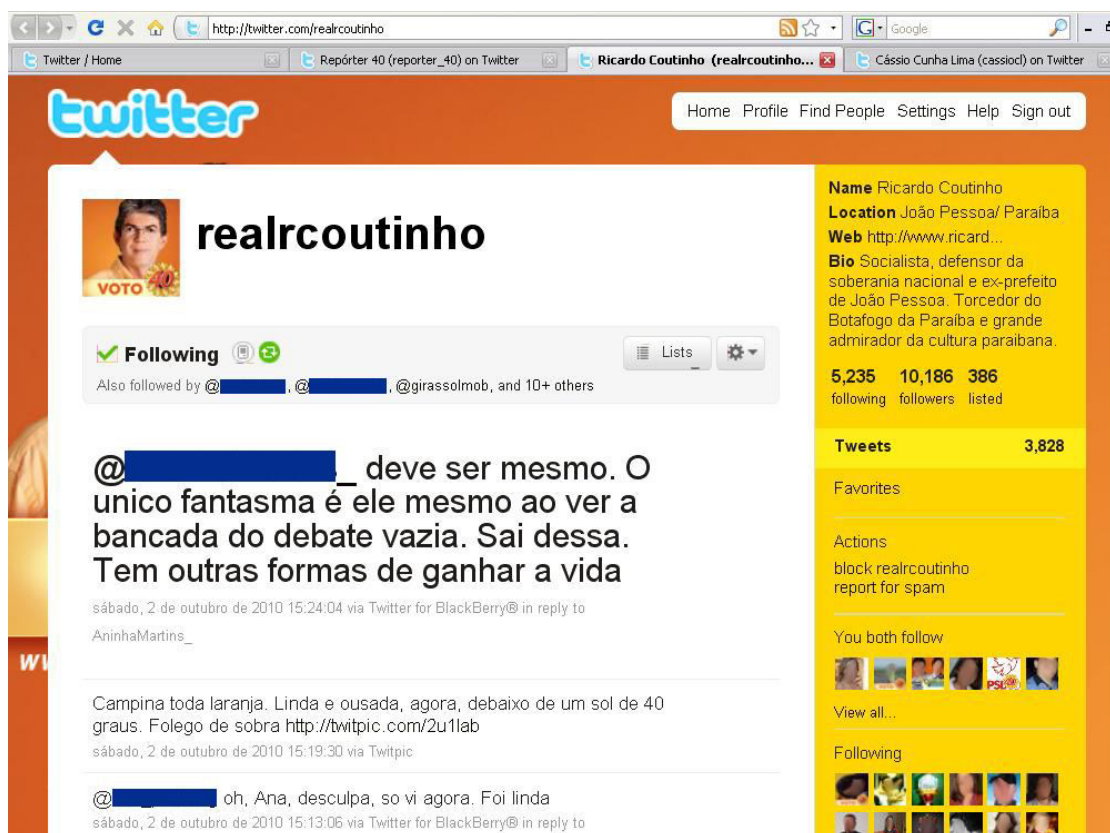 http://twitter.com/realrcoutinho
Google
Twitter / Home
Repórter 40 (reporter_40) on Twitter
Ricardo Coutinho (realrcoutinho...
Cássio Cunha Lima (cassiocl) on Twitter
twitter
Home Profile Find People Settings Help Sign out
VOTO 40
realrcoutinho
Following
Lists
Also followed by @ , @ , @girassolmob, and 10+ others
@ _ deve ser mesmo. O
unico fantasma é ele mesmo ao ver a
bancada do debate vazia. Sai dessa.
Tem outras formas de ganhar a vida
sábado, 2 de outubro de 2010 15:24:04 via Twitter for BlackBerry® in reply to
AninhaMartins_
Campina toda laranja. Linda e ousada, agora, debaixo de um sol de 40
graus. Folego de sobra http://twitpic.com/2u1lab
sábado, 2 de outubro de 2010 15:19:30 via Twitpic
@ oh, Ana, desculpa, so vi agora. Foi linda
sábado, 2 de outubro de 2010 15:13:06 via Twitter for BlackBerry® in reply to
Name Ricardo Coutinho
Location João Pessoa/ Paraíba
Web http://www.ricard...
Bio Socialista, defensor da
soberania nacional e ex-prefeito
de João Pessoa. Torcedor do
Botafogo da Paraíba e grande
admirador da cultura paraibana.
5,235 10,186 386
following followers listed
Tweets 3,828
Favorites
Actions
block realrcoutinho
report for spam
You both follow
View all...
Following